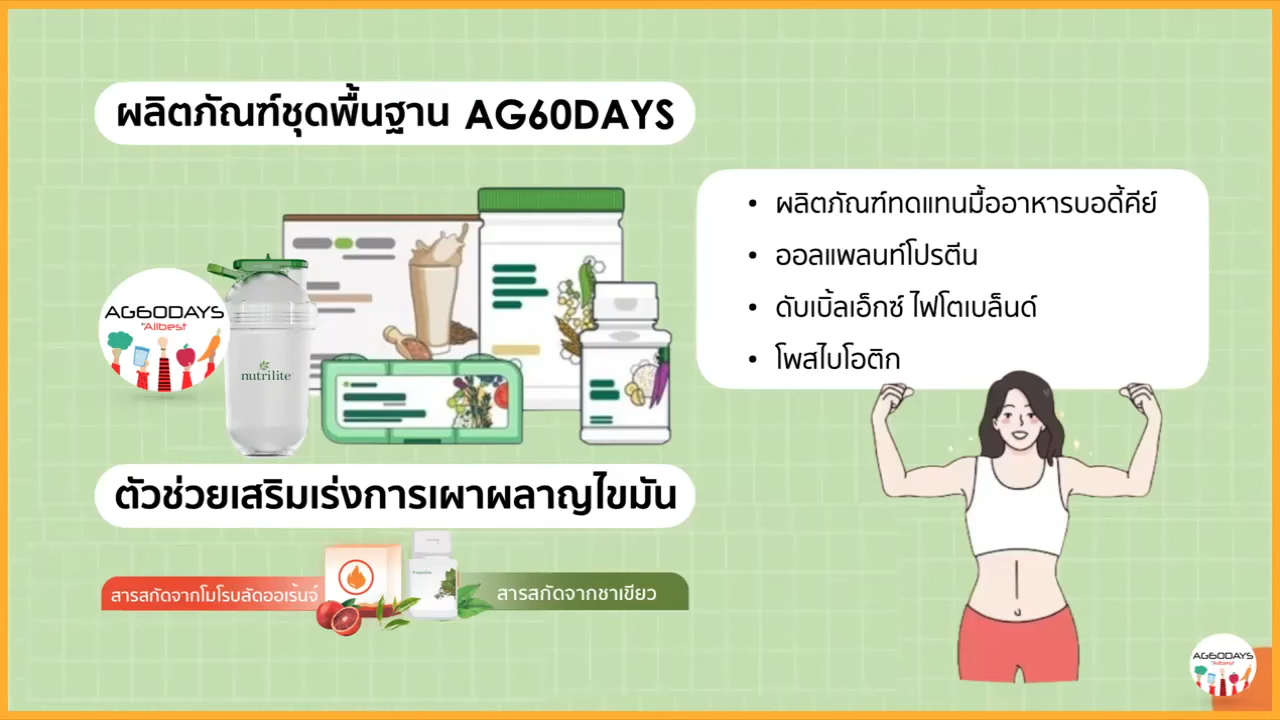 ผลิตภัณฑ์ชุดพื้นฐาน AG60DAYS
• ผลิตภัณฑ์ทดแทนมื้ออาหารบอดี้คีย์
• ออลแพลนท์โปรตีน
• ดับเบิ้ลเอ็กซ์ ไฟโตเบล็นด์
• โพสไบโอติก
AG60DAYS
"Allbest"
nutrilite
ตัวช่วยเสริมเร่งการเผาผลาญไขมัน
สารสกัดจากโมโรบลัดออเร้นจ์
สารสกัดจากชาเขียว
AG60DAYS
"Allbest"